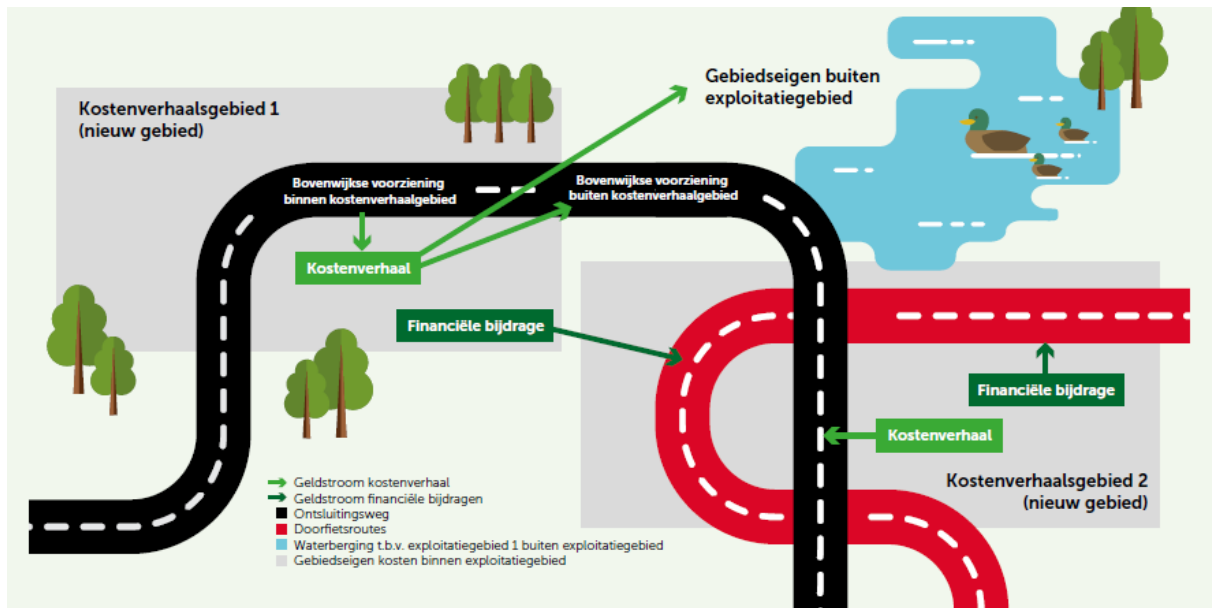 Kostenverhaalsgebied 1
(nieuw gebied)
Gebiedseigen buiten
exploitatiegebied
Bovenwijkse voorziening
binnen kostenverhaalgebied
Bovenwijkse voorziening
buiten kostenverhaalgebied
Kostenverhaal
Financiële bijdrage
Financiële bijdrage
Kostenverhaal
Kostenverhaalsgebied 2
(nieuw gebied)
Geldstroom kostenverhaal
Geldstroom financiële bijdragen
Ontsluitingsweg
Doorfietsroutes
Waterberging t.b.v. exploitatiegebied 1 buiten exploitatiegebied
Gebiedseigen kosten binnen exploitatiegebied